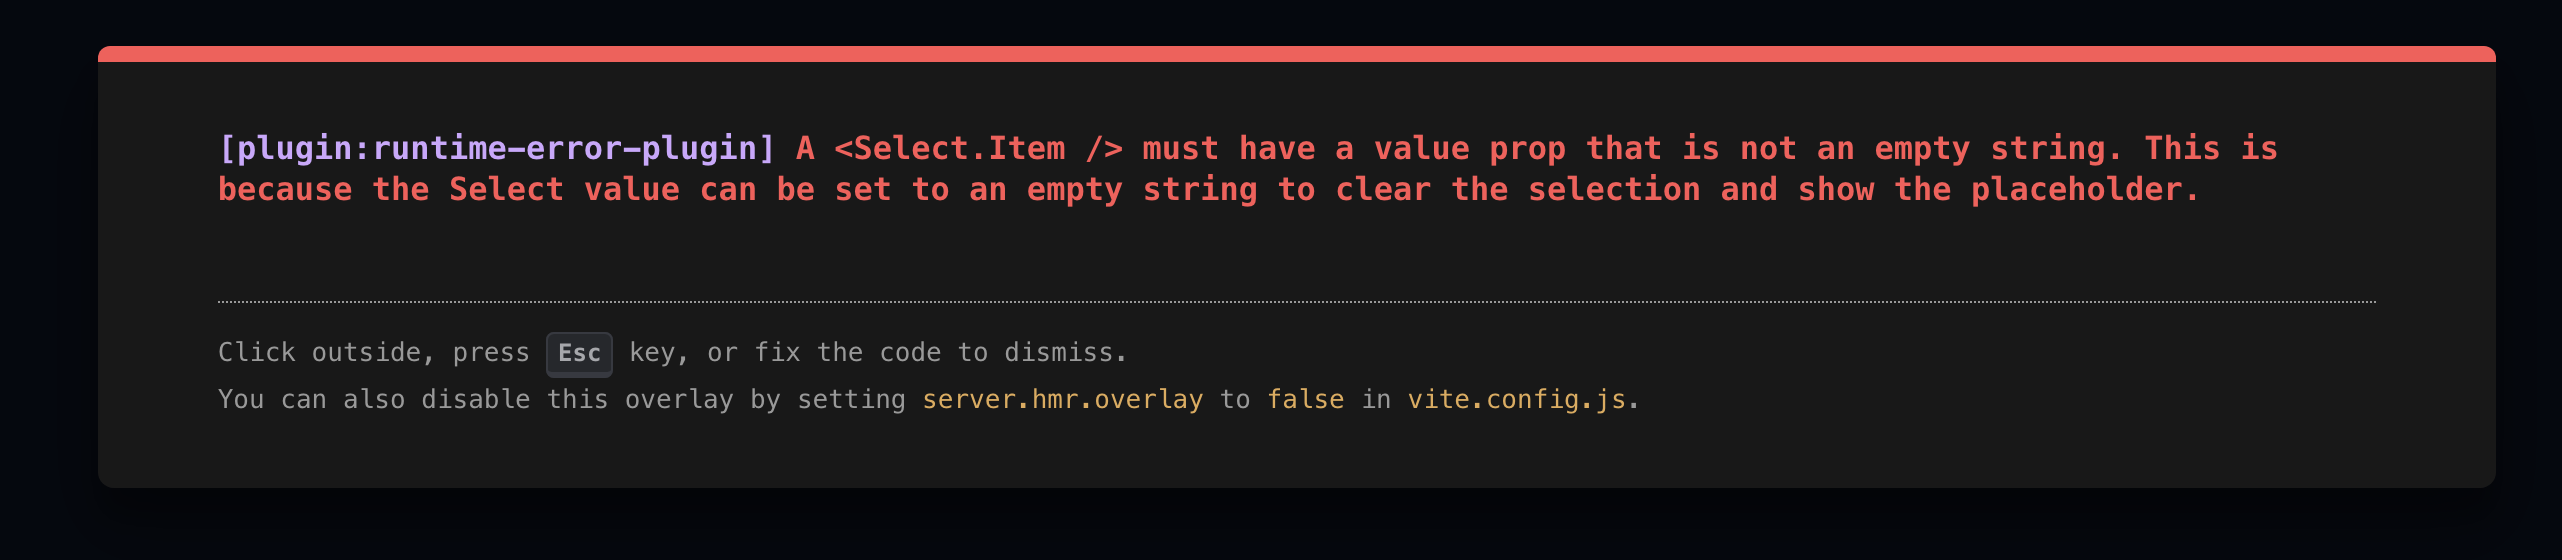 [plugin:runtime-error-plugin] A <Select.Item /> must have a value prop that is not an empty string. This is
because the Select value can be set to an empty string to clear the selection and show the placeholder.
Click outside, press Esc key, or fix the code to dismiss.
You can also disable this overlay by setting server.hmr.overlay to false in vite.config.js.